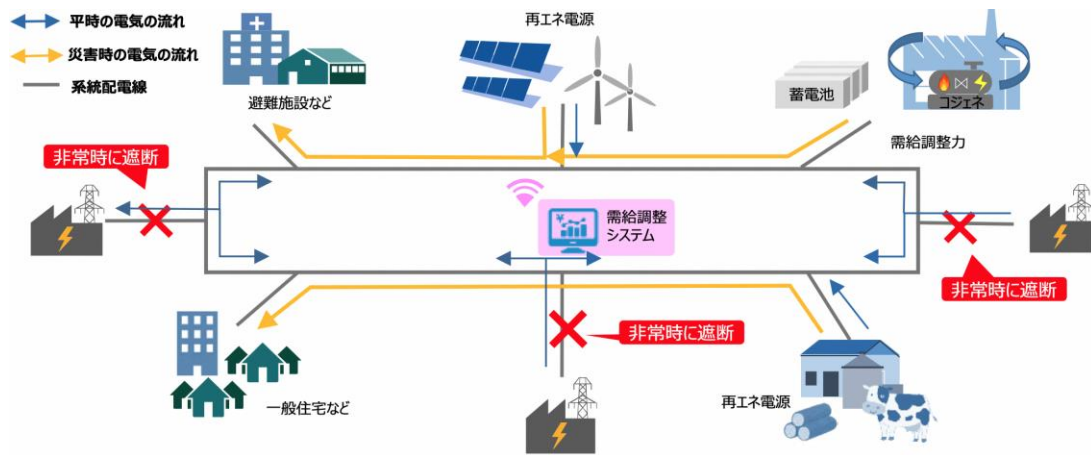 平時の電気の流れ
災害時の電気の流れ
系統配電線
避難施設など
再エネ電源
蓄電池
コジェネ
需給調整力
非常時に遮断
¥
需給調整
システム
非常時に遮断
非常時に遮断
一般住宅など
再エネ電源